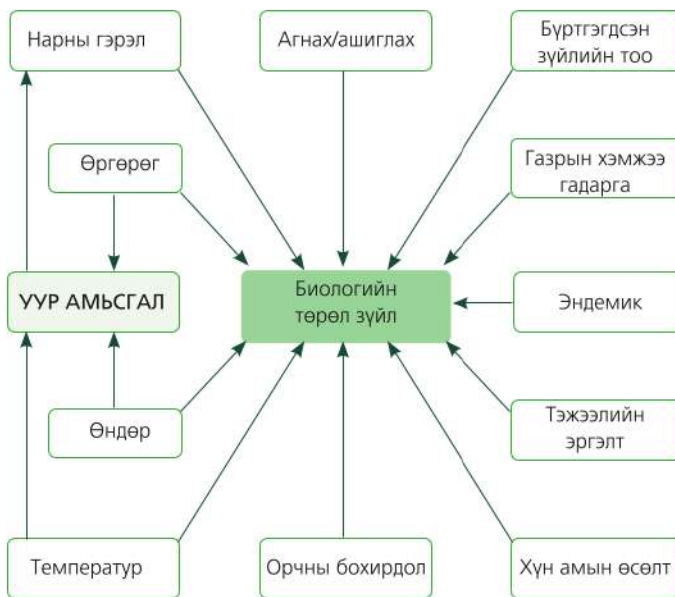 Нарны гэрэл
Агнах/ашиглах
Бүртгэгдсэн
зүйлийн тоо
Өргөрөг
Газрын хэмжээ
гадарга
УУР АМЬСГАЛ
Биологийн
төрөл зүйл
Эндемик
Өндөр
Тэжээлийн
эргэлт
Температур
Орчны бохирдол
Хүн амын өсөлт